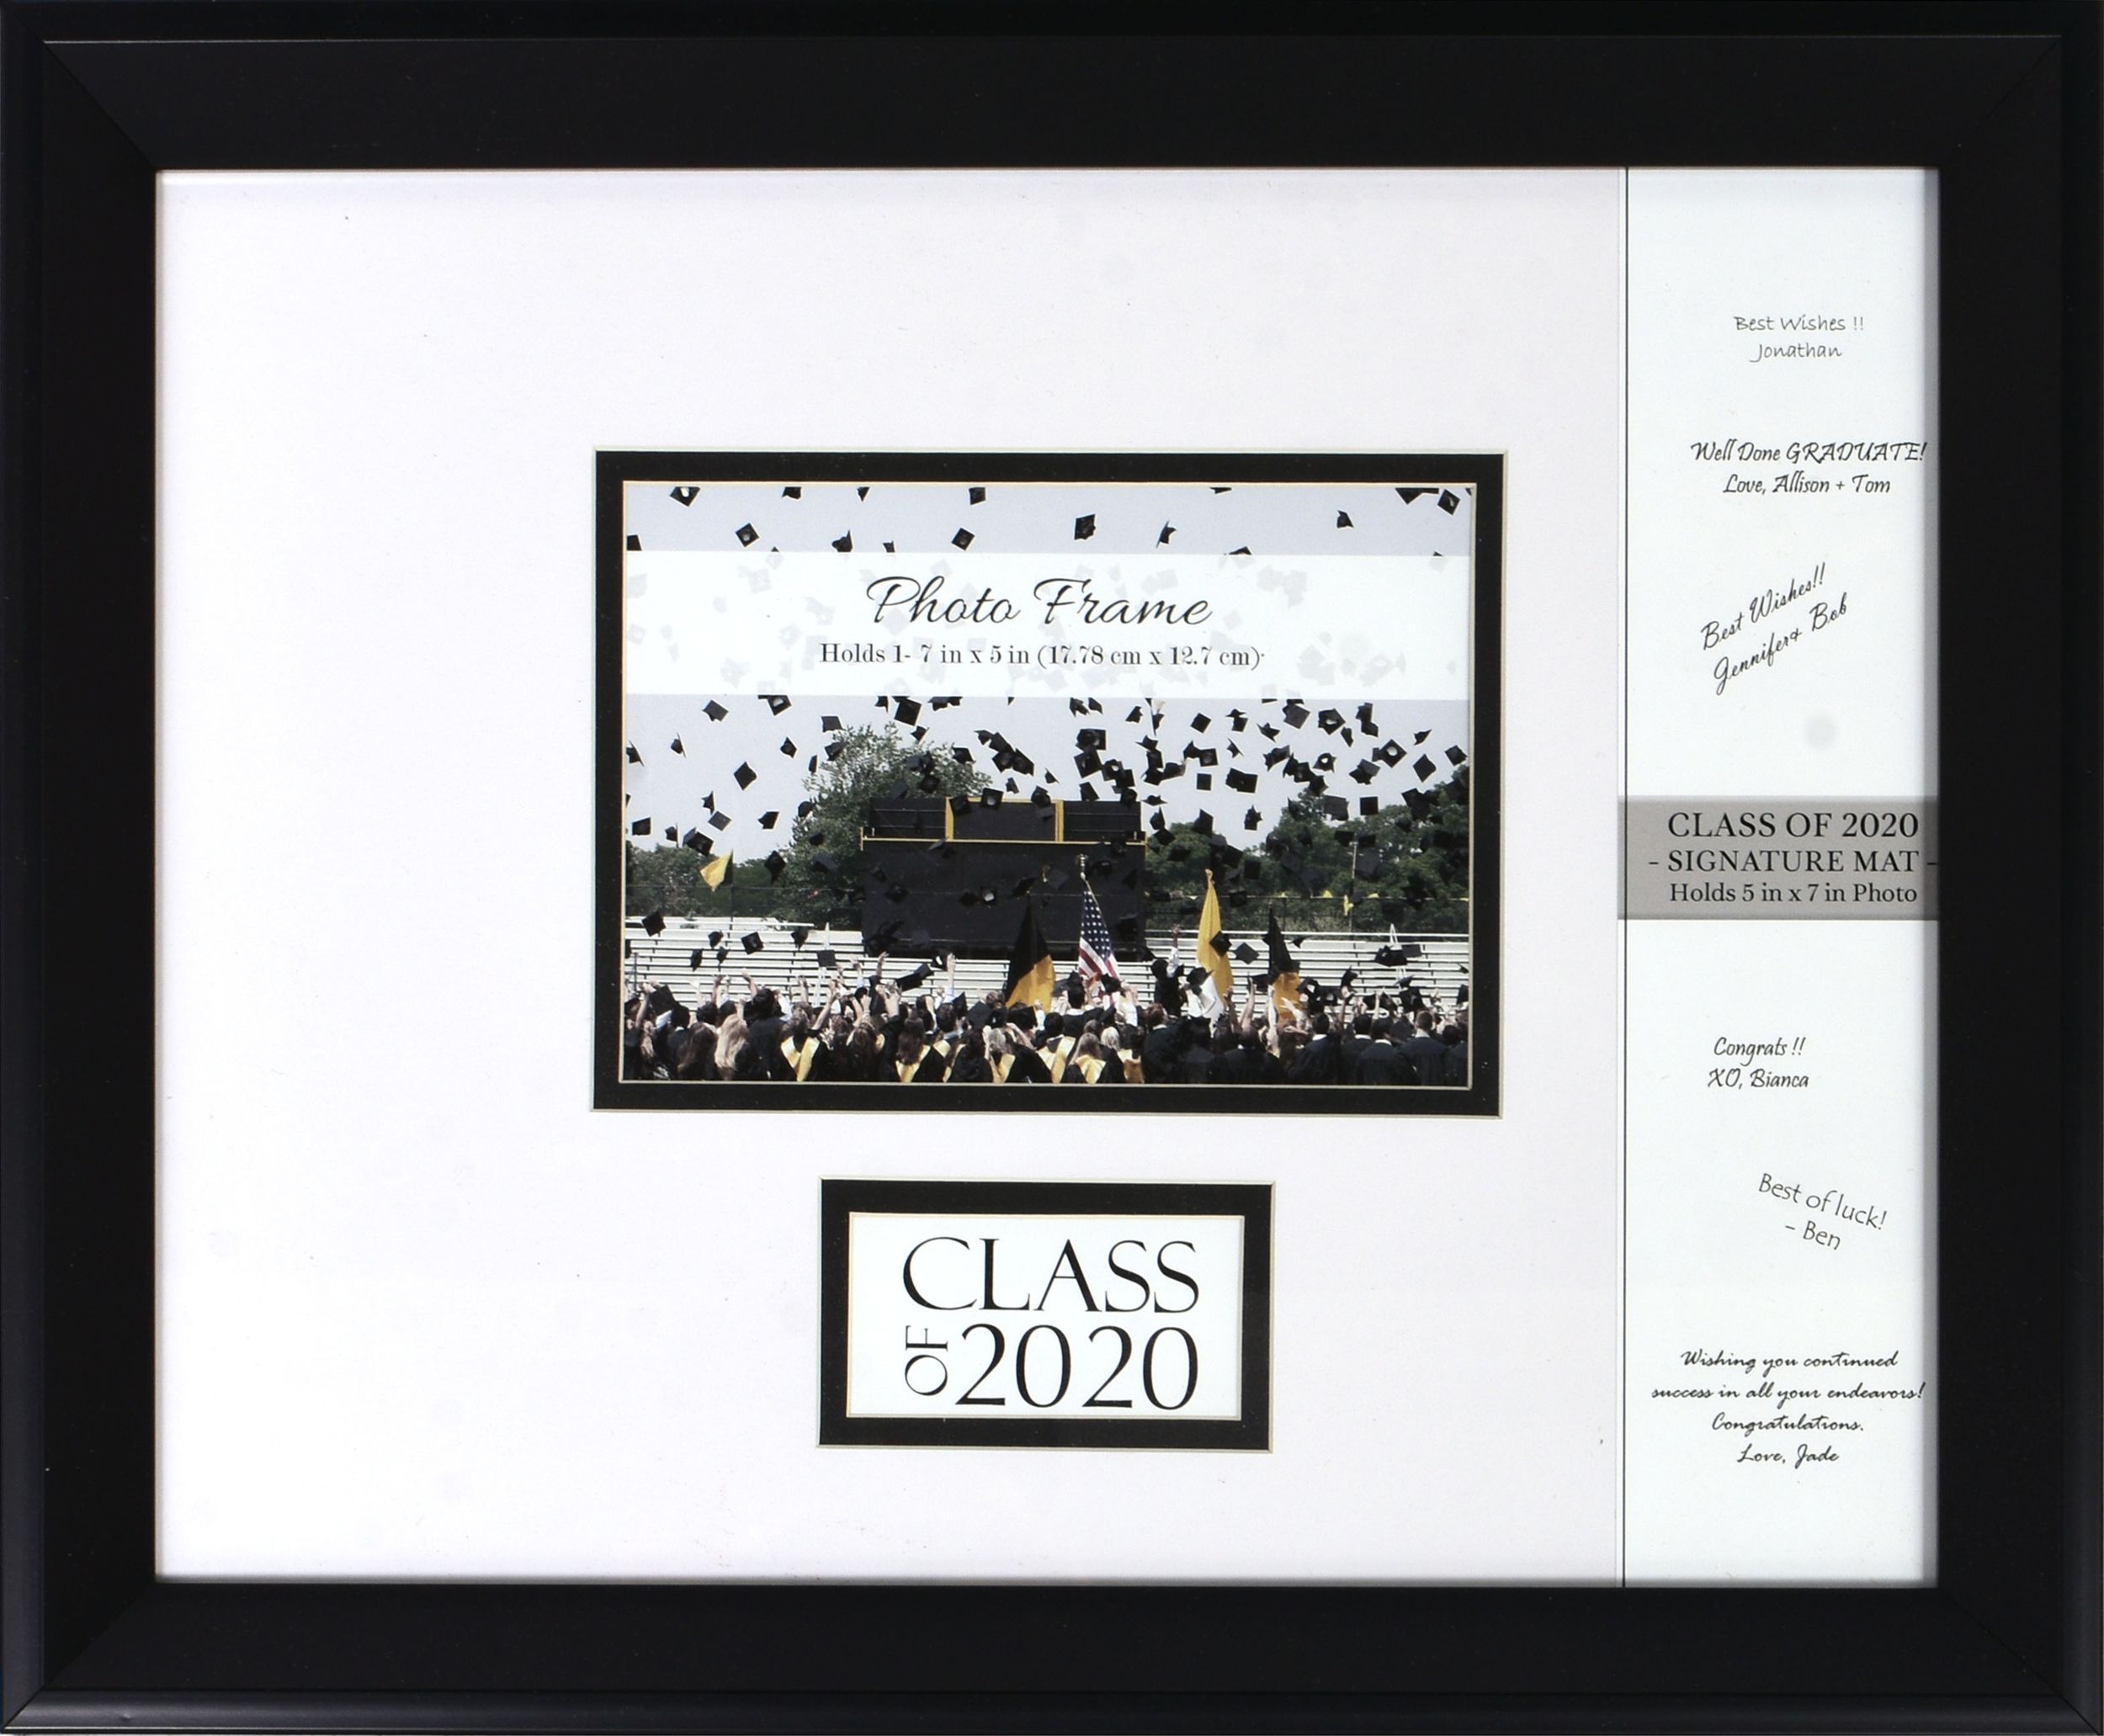 Photo Frame
Holds 1- 7 in x 5 in (17.78 cm x 12.7 cm)
CLASS
OF 2020
Best Wishes !!
Jonathan
Well Done GRADUATE!
Love, Allison + Tom
Best Wishes!!
Jennifer & Bob
CLASS OF 2020
- SIGNATURE MAT -
Holds 5 in x 7 in Photo
Congrats !!
XO, Bianca
Best of luck!
- Ben
Wishing you continued
success in all your endeavors!
Congratulations.
Love, Jade